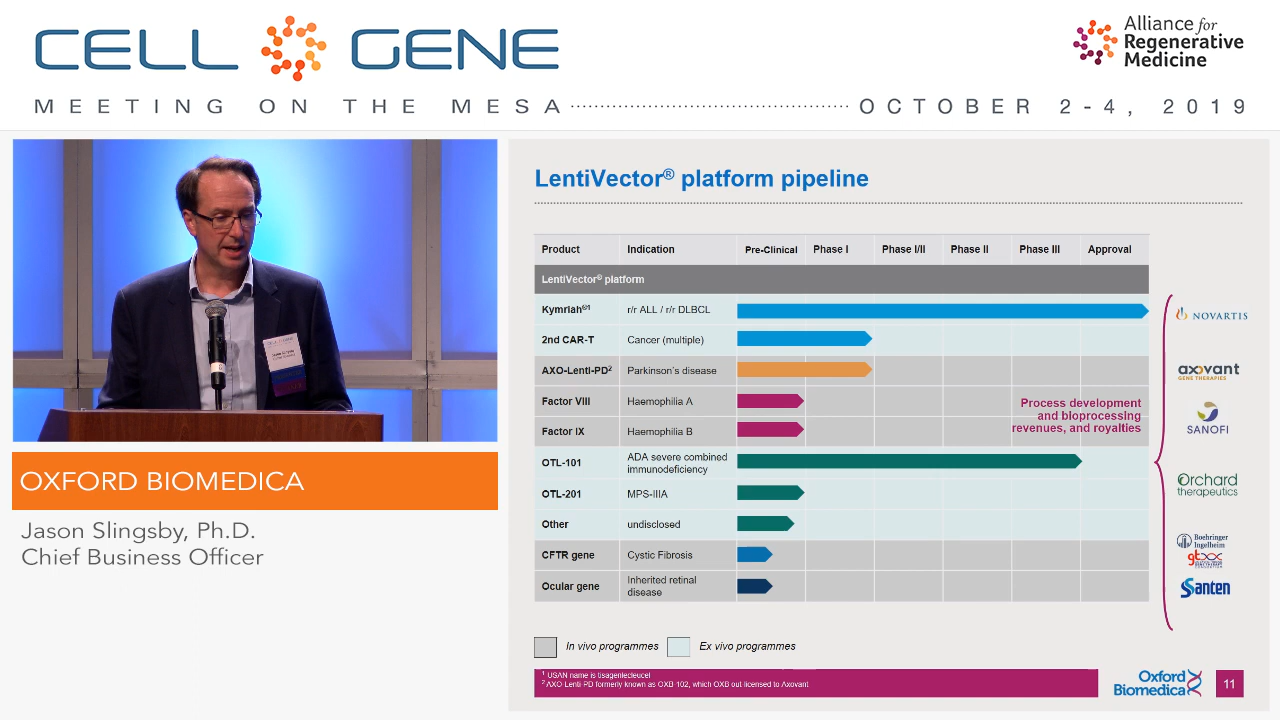 CELL GENE
Alliance for
Regenerative
Medicine
MEETING ON THE MESA
OCTOBER 2-4, 2019
OXFORD BIOMEDICA
Jason Slingsby, Ph.D.
Chief Business Officer
LentiVector® platform pipeline
Product Indication Pre-Clinical Phase I Phase I/II Phase II Phase III Approval
LentiVector® platform
Kymriah®¹ r/r ALL / r/r DLBCL
2nd CAR-T Cancer (multiple)
AXO-Lenti-PD² Parkinson's disease
Factor VIII Haemophilia A
Factor IX Haemophilia B
OTL-101 ADA severe combined
immunodeficiency
OTL-201 MPS-IIIA
Other undisclosed
CFTR gene Cystic Fibrosis
Ocular gene Inherited retinal
disease
Process development
and bioprocessing
revenues, and royalties
NOVARTIS
axovant
GENE THERAPIES
SANOFI
Orchard
therapeutics
Boehringer
Ingelheim
Santen
In vivo programmes Ex vivo programmes
¹ USAN name is tisagenlecleucel
² AXO-Lenti-PD formerly known as OXB-102, which OXB out licensed to Axovant
Oxford
Biomedica
11